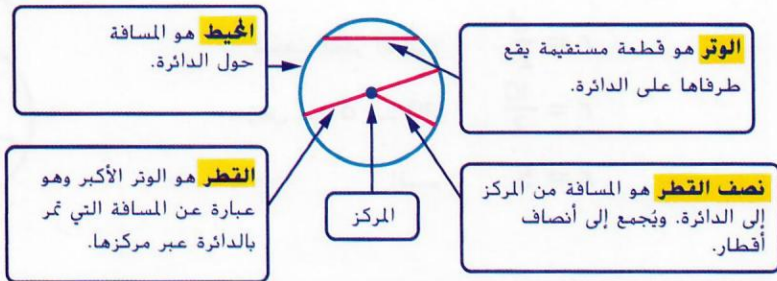 الوتر هو قطعة مستقيمة يقع
طرفاها على الدائرة.
المحيط هو المسافة
حول الدائرة.
نصف القطر هو المسافة من المركز
إلى الدائرة. ويُجمع إلى أنصاف
أقطار.
المركز
القطر هو الوتر الأكبر وهو
عبارة عن المسافة التي تمر
بالدائرة عبر مركزها.